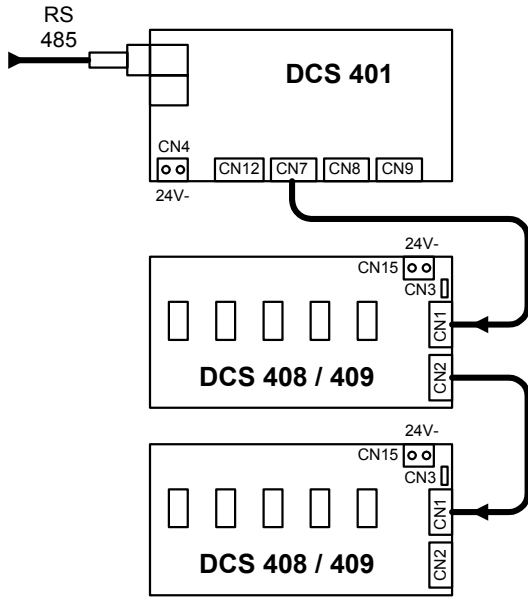 RS
485
DCS 401
CN4
CN12 CN7 CN8 CN9
24V-
24V-
CN15
CN3
CN1
DCS 408 / 409
CN2
24V-
CN15
CN3
CN1
DCS 408 / 409
CN2